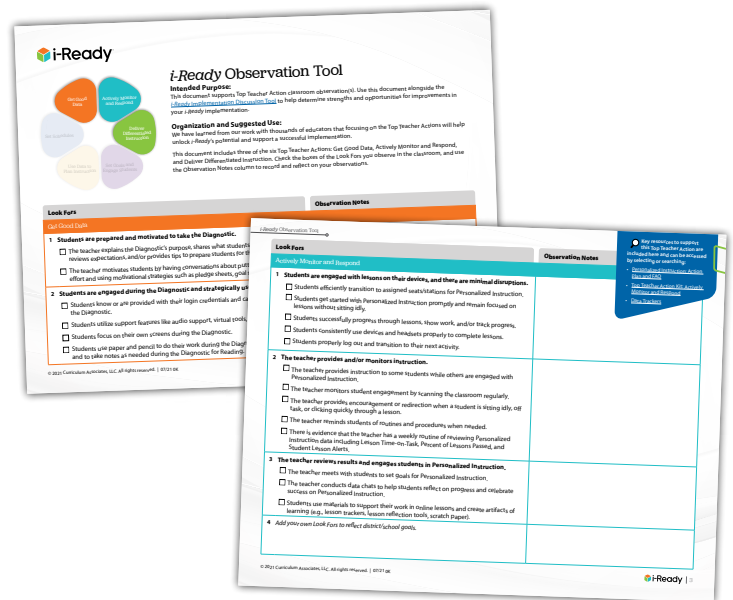 i-Ready
i-Ready Observation Tool
Intended Purpose:
This document supports Top Teacher Action classroom observation(s). Use this document alongside the
i-Ready Implementation Discussion Tool to help determine strengths and opportunities for improvements in
your i-Ready implementation.
Organization and Suggested Use:
We have learned from our work with thousands of educators that focusing on the Top Teacher Actions will help
unlock i-Ready's potential and support a successful implementation.
This document includes three of the six Top Teacher Actions: Get Good Data, Actively Monitor and Respond,
and Deliver Differentiated Instruction. Check the boxes of the Look Fors you observe in the classroom, and use
the Observation Notes column to record and reflect on your observations.
Get Good
Data
Actively Monitor
and Respond
Deliver
Differentiated
Instruction
Look Fors
Observation Notes
Get Good Data
1 Students are prepared and motivated to take the Diagnostic.
The teacher explains the Diagnostic's purpose, shares what students
reviews expectations, and/or provides tips to prepare students for th
The teacher motivates students by having conversations about putt
effort and using motivational strategies such as pledge sheets, goal
2 Students are engaged during the Diagnostic and strategically us
Students know or are provided with their login credentials and ca
the Diagnostic.
Students utilize support features like audio support, virtual tools,
Students focus on their own screens during the Diagnostic.
Students use paper and pencil to do their work during the Diagn
and to take notes as needed during the Diagnostic for Reading.
© 2021 Curriculum Associates, LLC. All rights reserved. | 07/21 0K
i-Ready Observation Tool
Look Fors
Observation Notes
Key resources to support
this Top Teacher Action are
included here and can be accessed
by selecting or searching:
• Personalized Instruction Action
Plan and FAQ
• Top Teacher Action Kit: Actively
Monitor and Respond
• Data Trackers
Actively Monitor and Respond
1 Students are engaged with lessons on their devices, and there are minimal disruptions.
Students efficiently transition to assigned seats/stations for Personalized Instruction.
Students get started with Personalized Instruction promptly and remain focused on
lessons without sitting idly.
Students successfully progress through lessons, show work, and/or track progress.
Students consistently use devices and headsets properly to complete lessons.
Students properly log out and transition to their next activity.
2 The teacher provides and/or monitors instruction.
The teacher provides instruction to some students while others are engaged with
Personalized Instruction.
The teacher monitors student engagement by scanning the classroom regularly.
The teacher provides encouragement or redirection when a student is sitting idly, off
task, or clicking quickly through a lesson.
The teacher reminds students of routines and procedures when needed.
There is evidence that the teacher has a weekly routine of reviewing Personalized
Instruction data including Lesson Time-on-Task, Percent of Lessons Passed, and
Student Lesson Alerts.
3 The teacher reviews results and engages students in Personalized Instruction.
The teacher meets with students to set goals for Personalized Instruction.
The teacher conducts data chats to help students reflect on progress and celebrate
success on Personalized Instruction.
Students use materials to support their work in online lessons and create artifacts of
learning (e.g., lesson trackers, lesson reflection tools, scratch paper).
4 Add your own Look Fors to reflect district/school goals.
© 2021 Curriculum Associates, LLC. All rights reserved. | 07/21 0K
i-Ready | 3